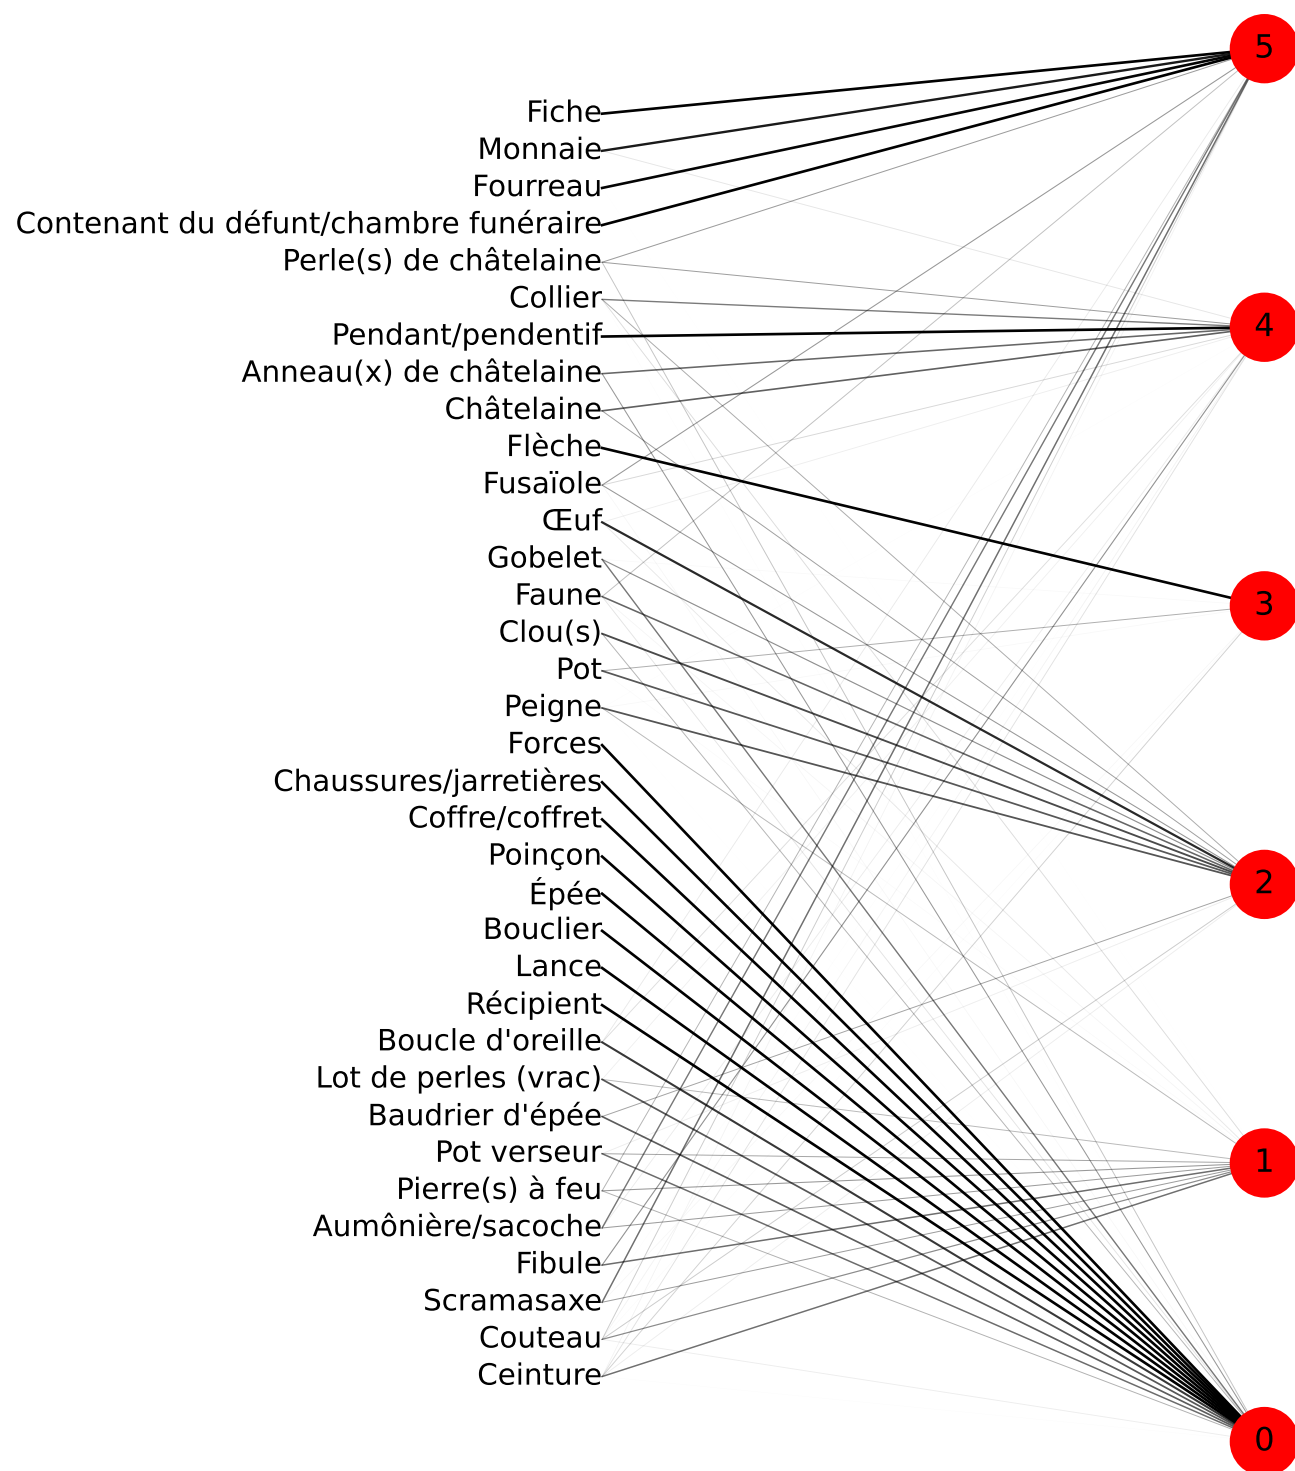 5
Fiche
Monnaie
Fourreau
Contenant du défunt/chambre funéraire
Perle(s) de châtelaine
Collier
4
Pendant/pendentif
Anneau(x) de châtelaine
Châtelaine
Flèche
Fusaïole
Œuf
Gobelet
Faune
3
Clou(s)
Pot
Peigne
Forces
Chaussures/jarretières
Coffre/coffret
Poinçon
2
Épée
Bouclier
Lance
Récipient
Boucle d'oreille
Lot de perles (vrac)
Baudrier d'épée
Pot verseur
1
Pierre(s) à feu
Aumônière/sacoche
Fibule
Scramasaxe
Couteau
Ceinture
0